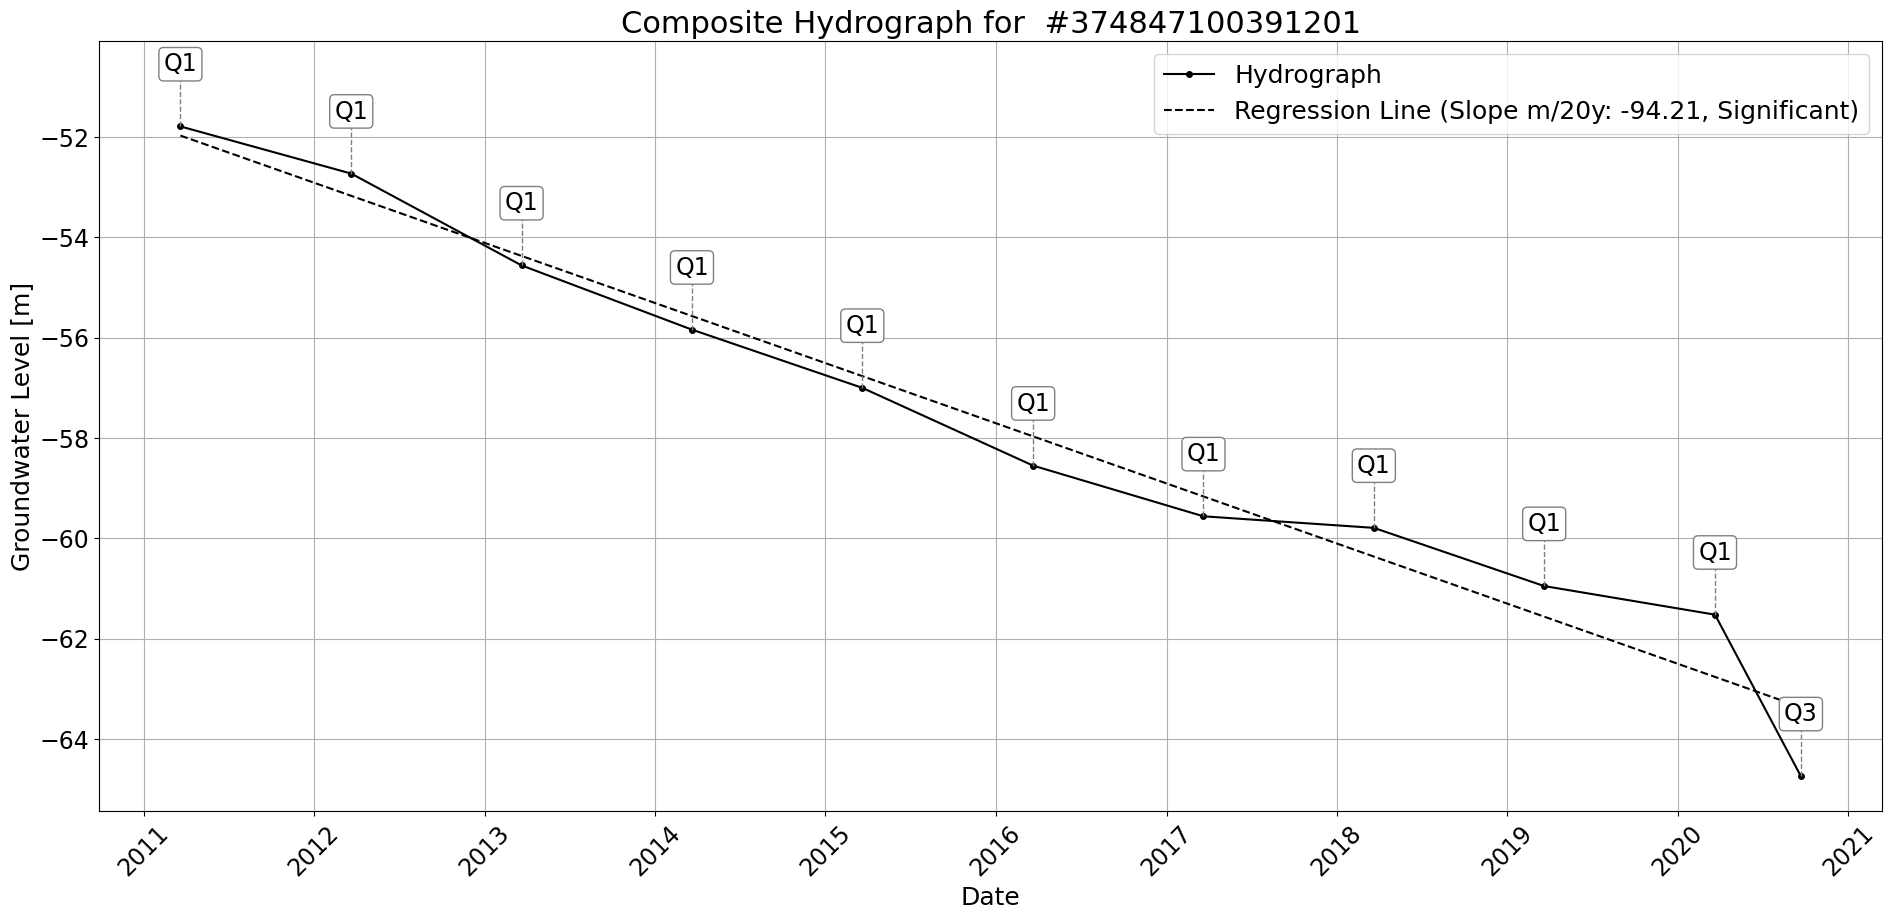 Composite Hydrograph for #374847100391201
Hydrograph
Regression Line (Slope m/20y: -94.21, Significant)
Q1
Q1
Q1
Q1
Q1
Q1
Q1
Q1
Q1
Q1
Q3
Groundwater Level [m]
−52
−54
−56
−58
−60
−62
−64
2011
2012
2013
2014
2015
2016
2017
2018
2019
2020
2021
Date